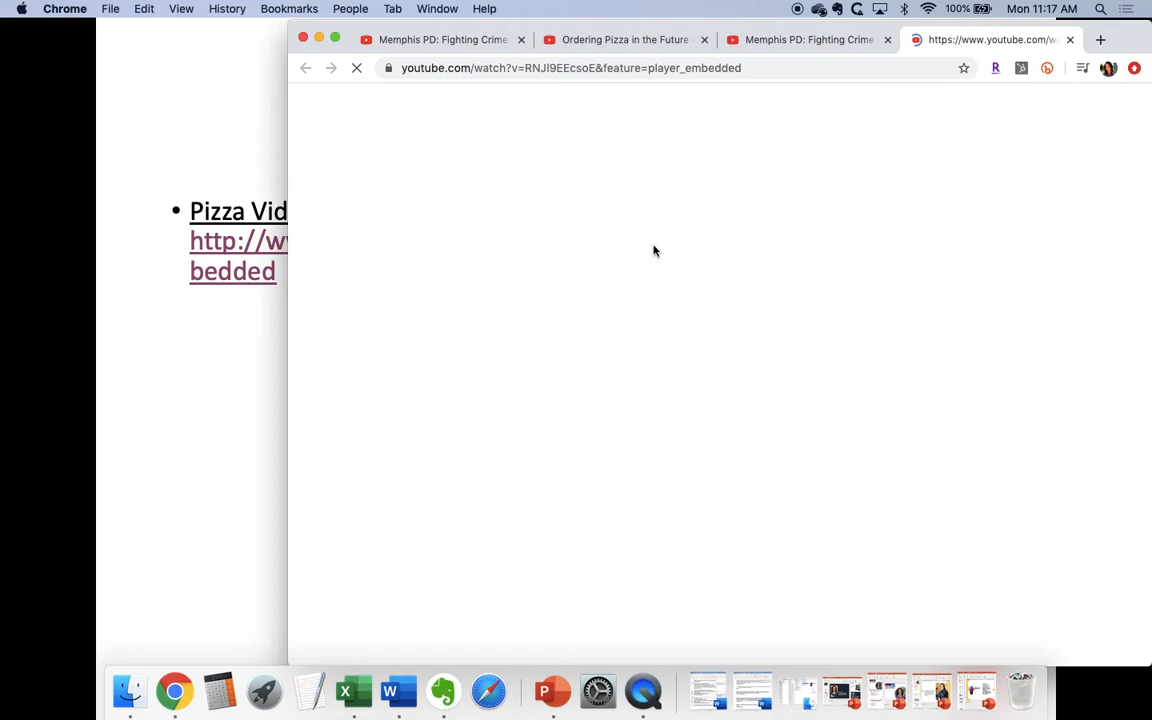 Chrome File Edit View History Bookmarks People Tab Window Help 100% Mon 11:17 AM
Memphis PD: Fighting Crime
Ordering Pizza in the Future
Memphis PD: Fighting Crime
https://www.youtube.com/wa
youtube.com/watch?v=RNJI9EEcsoE&feature=player_embedded
R
• Pizza Vid
http://w
bedded
X
W
P